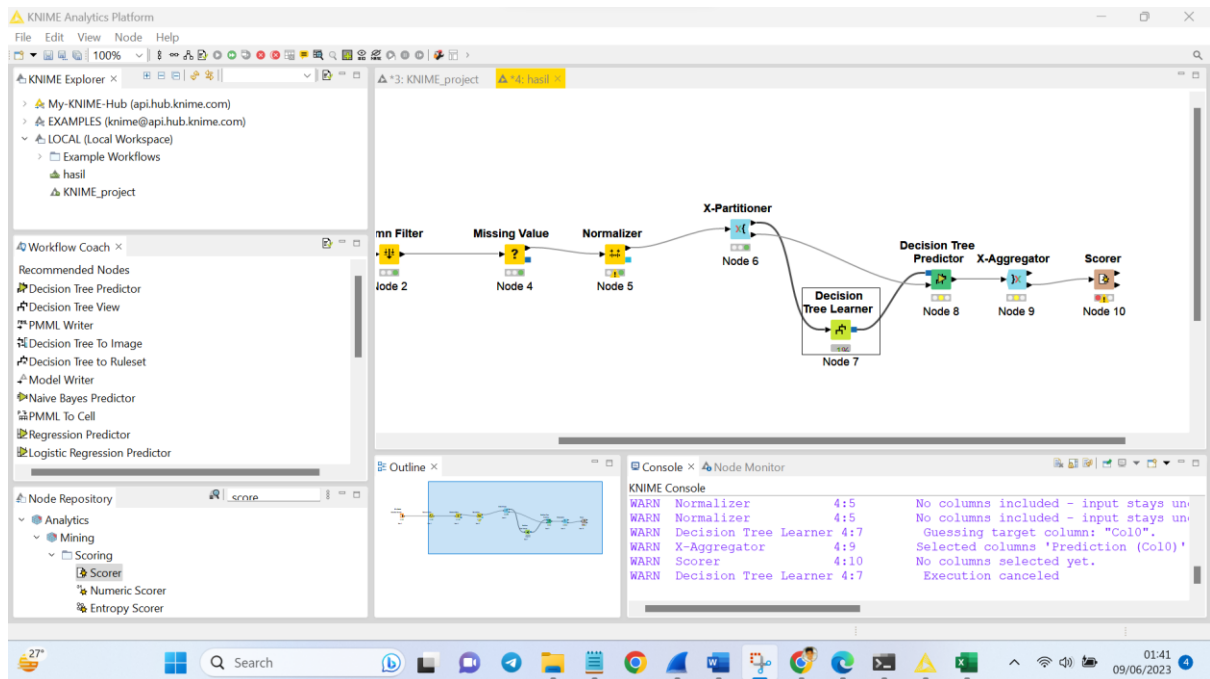 KNIME Analytics Platform
File Edit View Node Help
100%
KNIME Explorer
My-KNIME-Hub (api.hub.knime.com)
EXAMPLES (knime@api.hub.knime.com)
LOCAL (Local Workspace)
Example Workflows
hasil
KNIME_project
Workflow Coach
Recommended Nodes
Decision Tree Predictor
Decision Tree View
PMML Writer
Decision Tree To Image
Decision Tree to Ruleset
Model Writer
Naive Bayes Predictor
PMML To Cell
Regression Predictor
Logistic Regression Predictor
Node Repository
score
Analytics
Mining
Scoring
Scorer
Numeric Scorer
Entropy Scorer
*3: KNIME_project
*4: hasil
mn Filter
Node 2
Missing Value
Node 4
Normalizer
Node 5
X-Partitioner
Node 6
Decision
Tree Learner
Node 7
Decision Tree
Predictor
Node 8
X-Aggregator
Node 9
Scorer
Node 10
Outline
Console
Node Monitor
KNIME Console
WARN Normalizer 4:5 No columns included - input stays un
WARN Normalizer 4:5 No columns included - input stays un
WARN Decision Tree Learner 4:7 Guessing target column: "Col0".
WARN X-Aggregator 4:9 Selected columns 'Prediction (Col0)'
WARN Scorer 4:10 No columns selected yet.
WARN Decision Tree Learner 4:7 Execution canceled
27°
Search
01:41
09/06/2023
4